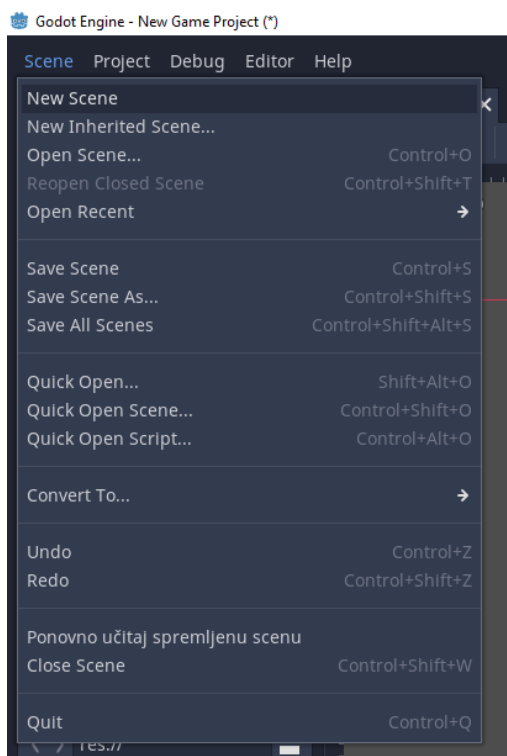 Godot Engine - New Game Project (*)
Scene Project Debug Editor Help
New Scene
New Inherited Scene...
Open Scene... Control+O
Reopen Closed Scene Control+Shift+T
Open Recent
Save Scene Control+S
Save Scene As... Control+Shift+S
Save All Scenes Control+Shift+Alt+S
Quick Open... Shift+Alt+O
Quick Open Scene... Control+Shift+O
Quick Open Script... Control+Alt+O
Convert To...
Undo Control+Z
Redo Control+Shift+Z
Ponovno učitaj spremljenu scenu
Close Scene Control+Shift+W
Quit Control+Q
res://